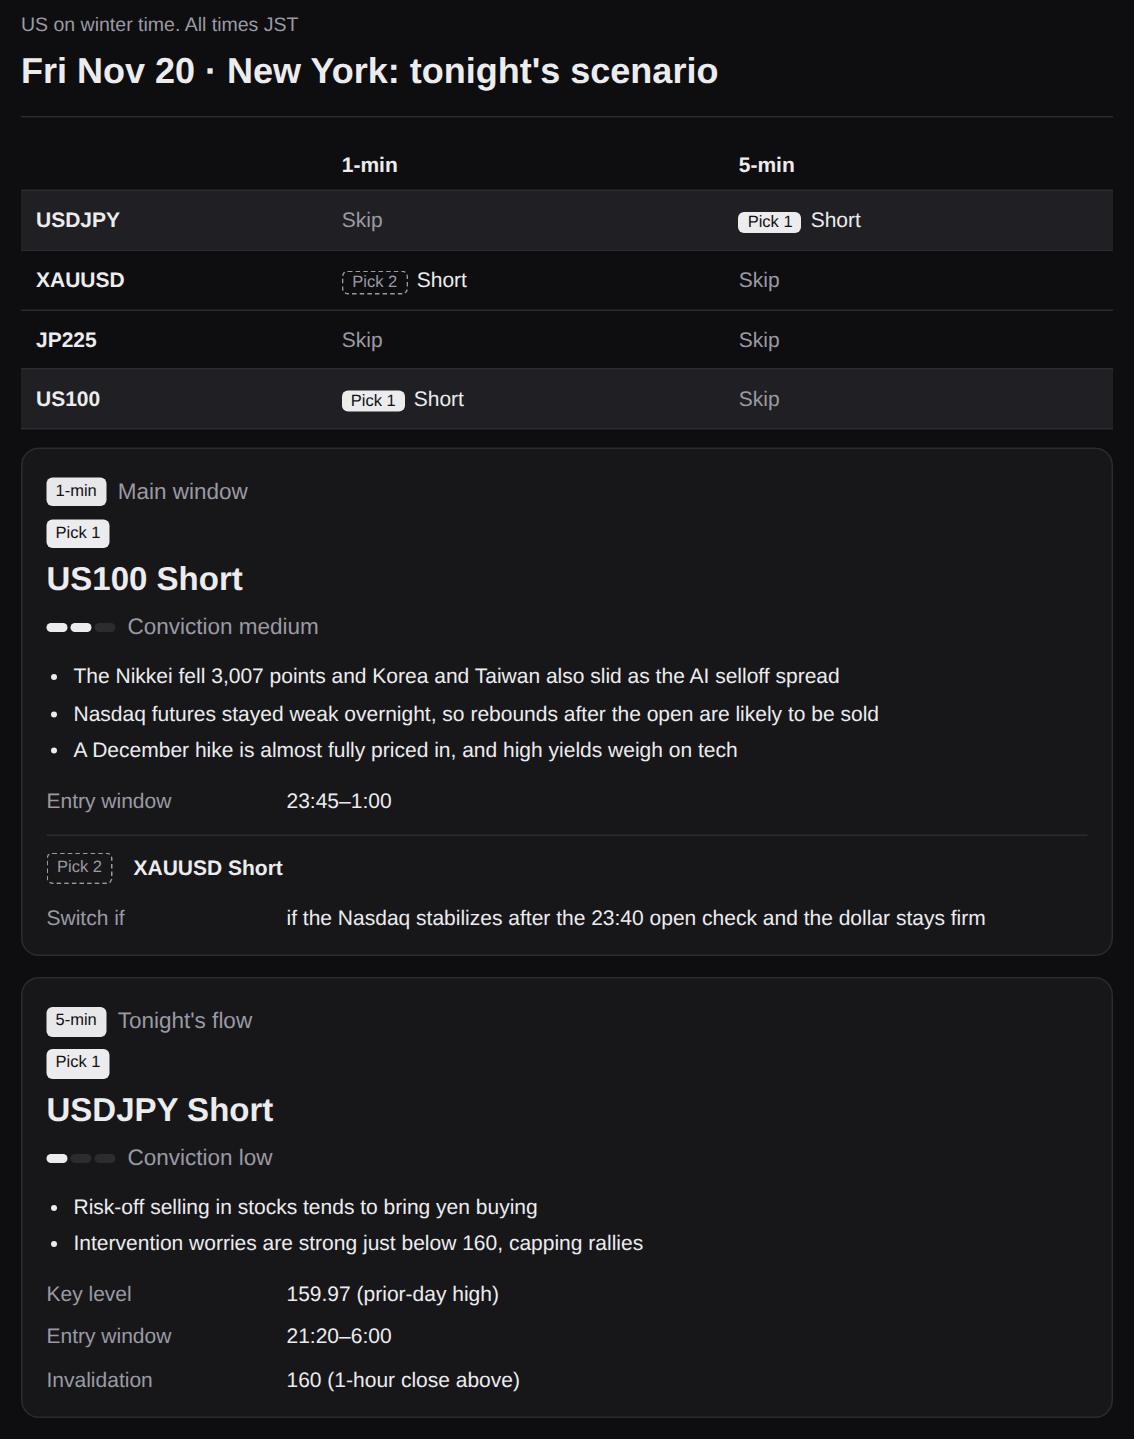 US on winter time. All times JST
Fri Nov 20 · New York: tonight's scenario
1-min 5-min
USDJPY Skip Pick 1 Short
XAUUSD Pick 2 Short Skip
JP225 Skip Skip
US100 Pick 1 Short Skip
1-min Main window
Pick 1
US100 Short
Conviction medium
• The Nikkei fell 3,007 points and Korea and Taiwan also slid as the AI selloff spread
• Nasdaq futures stayed weak overnight, so rebounds after the open are likely to be sold
• A December hike is almost fully priced in, and high yields weigh on tech
Entry window 23:45–1:00
Pick 2 XAUUSD Short
Switch if if the Nasdaq stabilizes after the 23:40 open check and the dollar stays firm
5-min Tonight's flow
Pick 1
USDJPY Short
Conviction low
• Risk-off selling in stocks tends to bring yen buying
• Intervention worries are strong just below 160, capping rallies
Key level 159.97 (prior-day high)
Entry window 21:20–6:00
Invalidation 160 (1-hour close above)